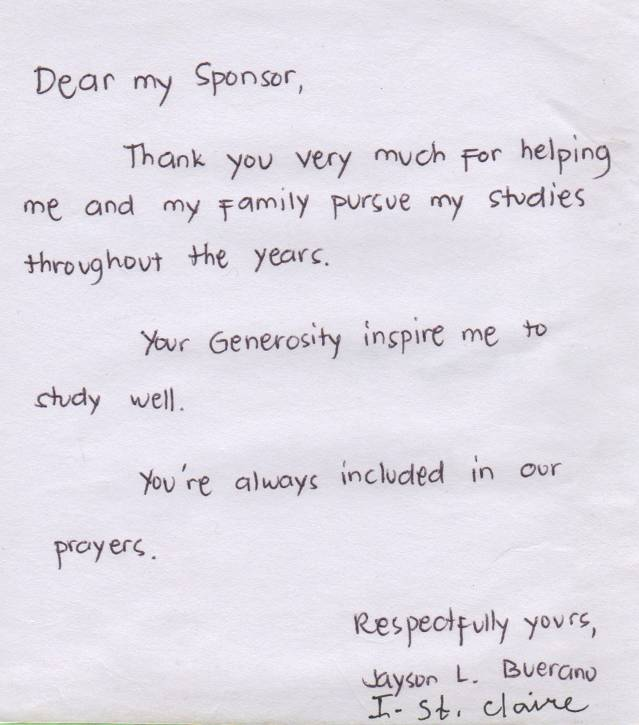 Dear my Sponsor,
Thank you very much For helping
me and my Family pursue my studies
throughout the years.
Your Generosity inspire me to
study well.
You're always included in our
prayers.
Respectfully yours,
Jayson L. Buerano
I- St. Claire